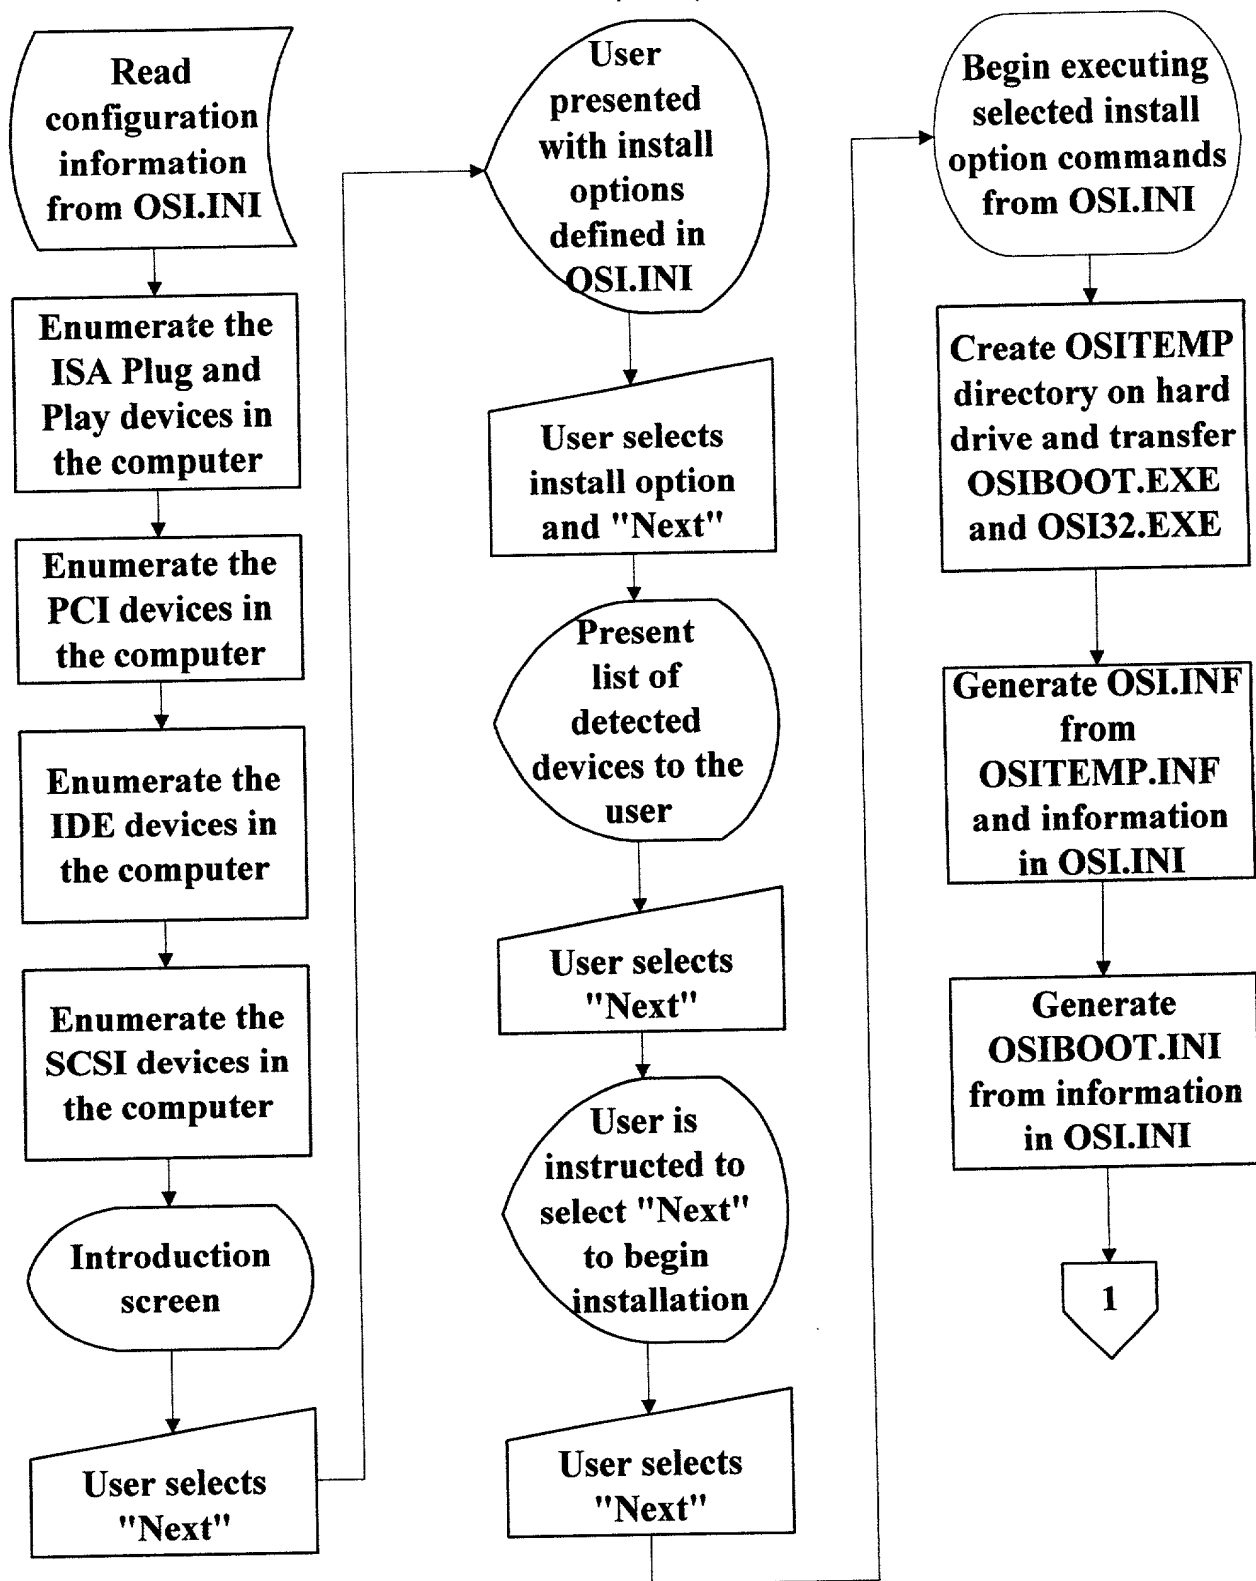 Read
configuration
information
from OSI.INI
Enumerate the
ISA Plug and
Play devices in
the computer
Enumerate the
PCI devices in
the computer
Enumerate the
IDE devices in
the computer
Enumerate the
SCSI devices in
the computer
Introduction
screen
User selects
"Next"
User
presented
with install
options
defined in
OSI.INI
User selects
install option
and "Next"
Present
list of
detected
devices to the
user
User selects
"Next"
User is
instructed to
select "Next"
to begin
installation
User selects
"Next"
Begin executing
selected install
option commands
from OSI.INI
Create OSITEMP
directory on hard
drive and transfer
OSIBOOT.EXE
and OSI32.EXE
Generate OSI.INF
from
OSITEMP.INF
and information
in OSI.INI
Generate
OSIBOOT.INI
from information
in OSI.INI
1